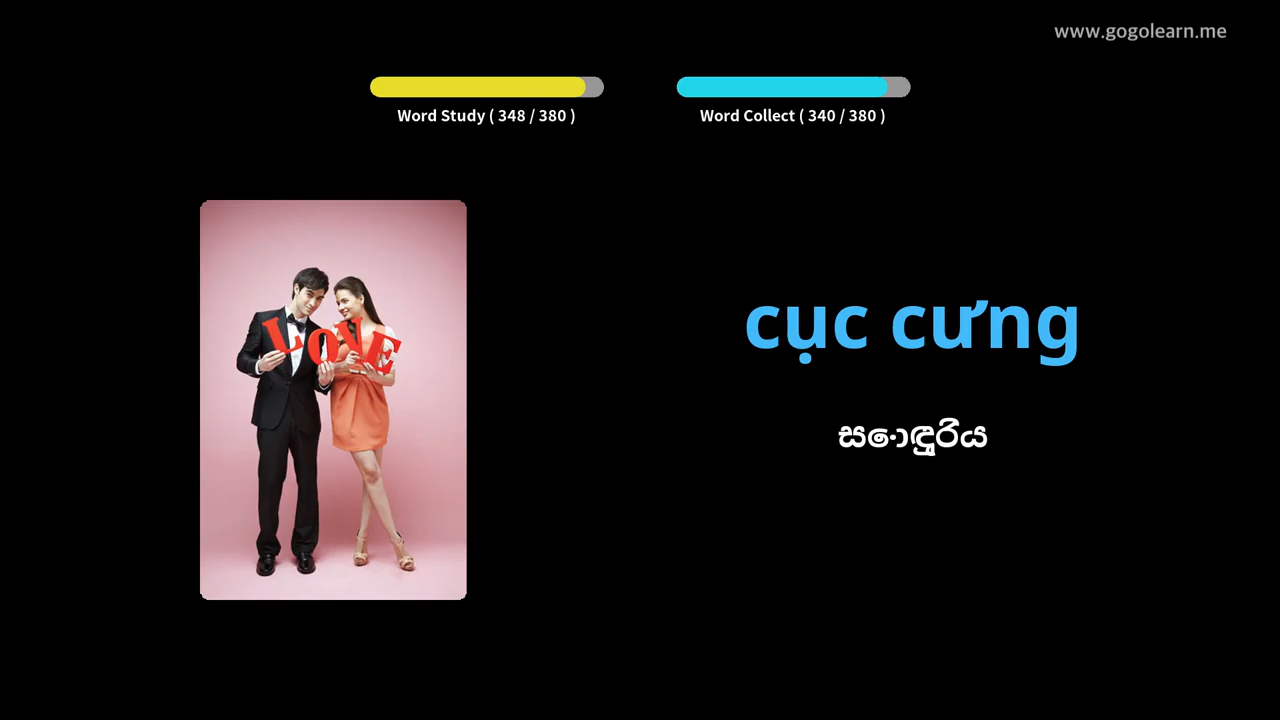 www.gogolearn.me
Word Study ( 348 / 380 )
Word Collect ( 340 / 380 )
LOVE
cục cưng
සොඳුුරිය